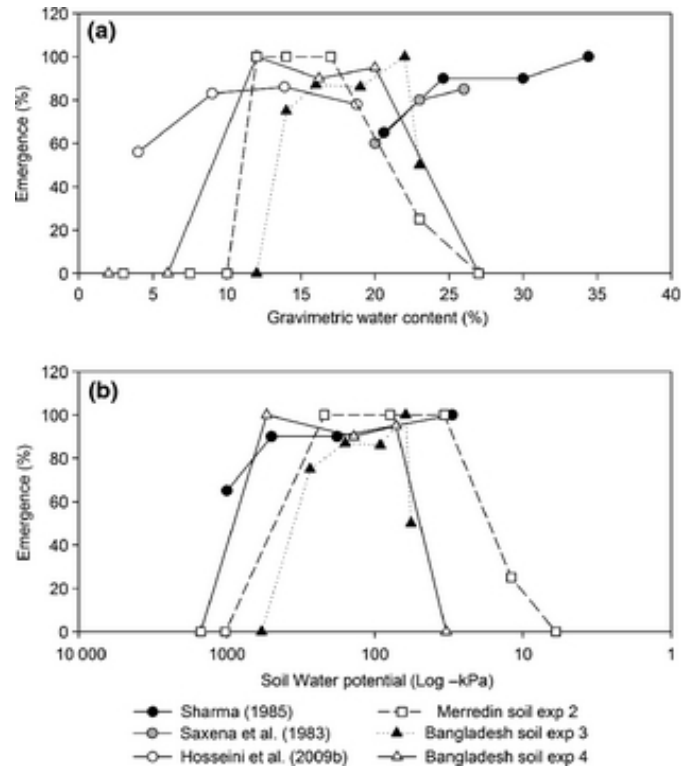 (a)
120
100
80
60
40
20
0
Emergence (%)
0 5 10 15 20 25 30 35 40
Gravimetric water content (%)
(b)
120
100
80
60
40
20
0
Emergence (%)
10 000 1000 100 10 1
Soil Water potential (Log –kPa)
Sharma (1985)
Saxena et al. (1983)
Hosseini et al. (2009b)
Merredin soil exp 2
Bangladesh soil exp 3
Bangladesh soil exp 4